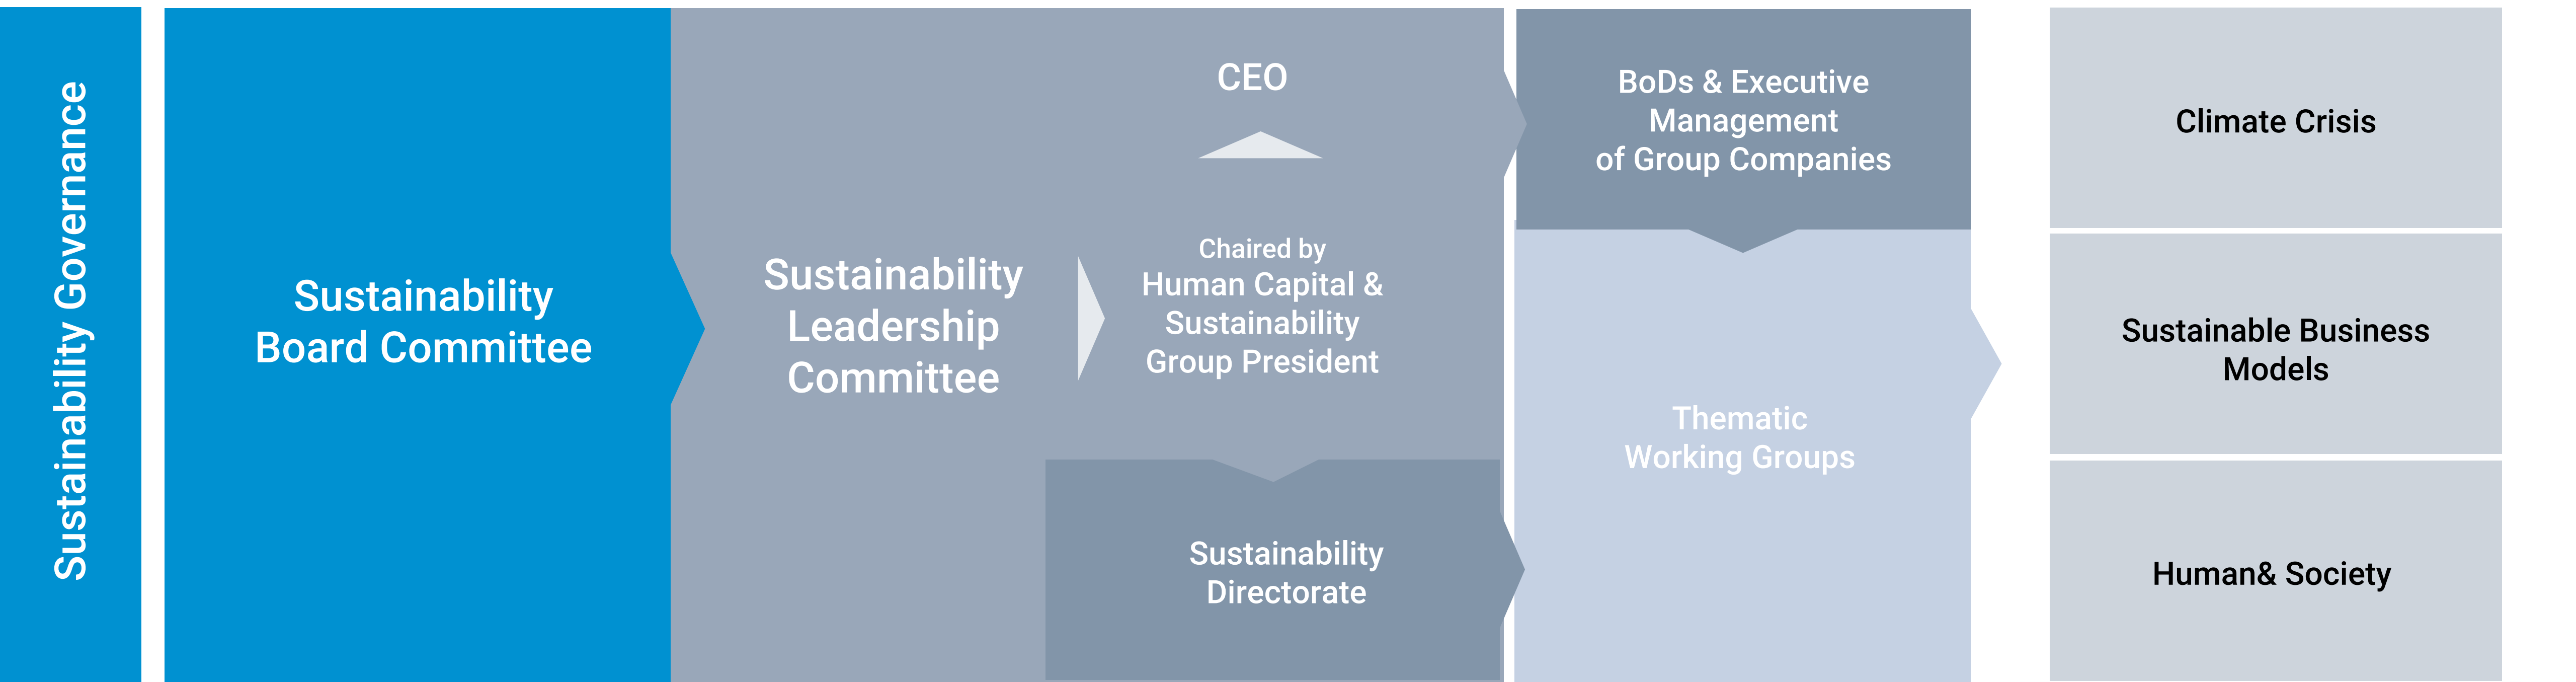 Sustainability Governance
Sustainability
Board Committee
Sustainability
Leadership
Committee
CEO
Chaired by
Human Capital &
Sustainability
Group President
Sustainability
Directorate
BoDs & Executive
Management
of Group Companies
Thematic
Working Groups
Climate Crisis
Sustainable Business
Models
Human& Society